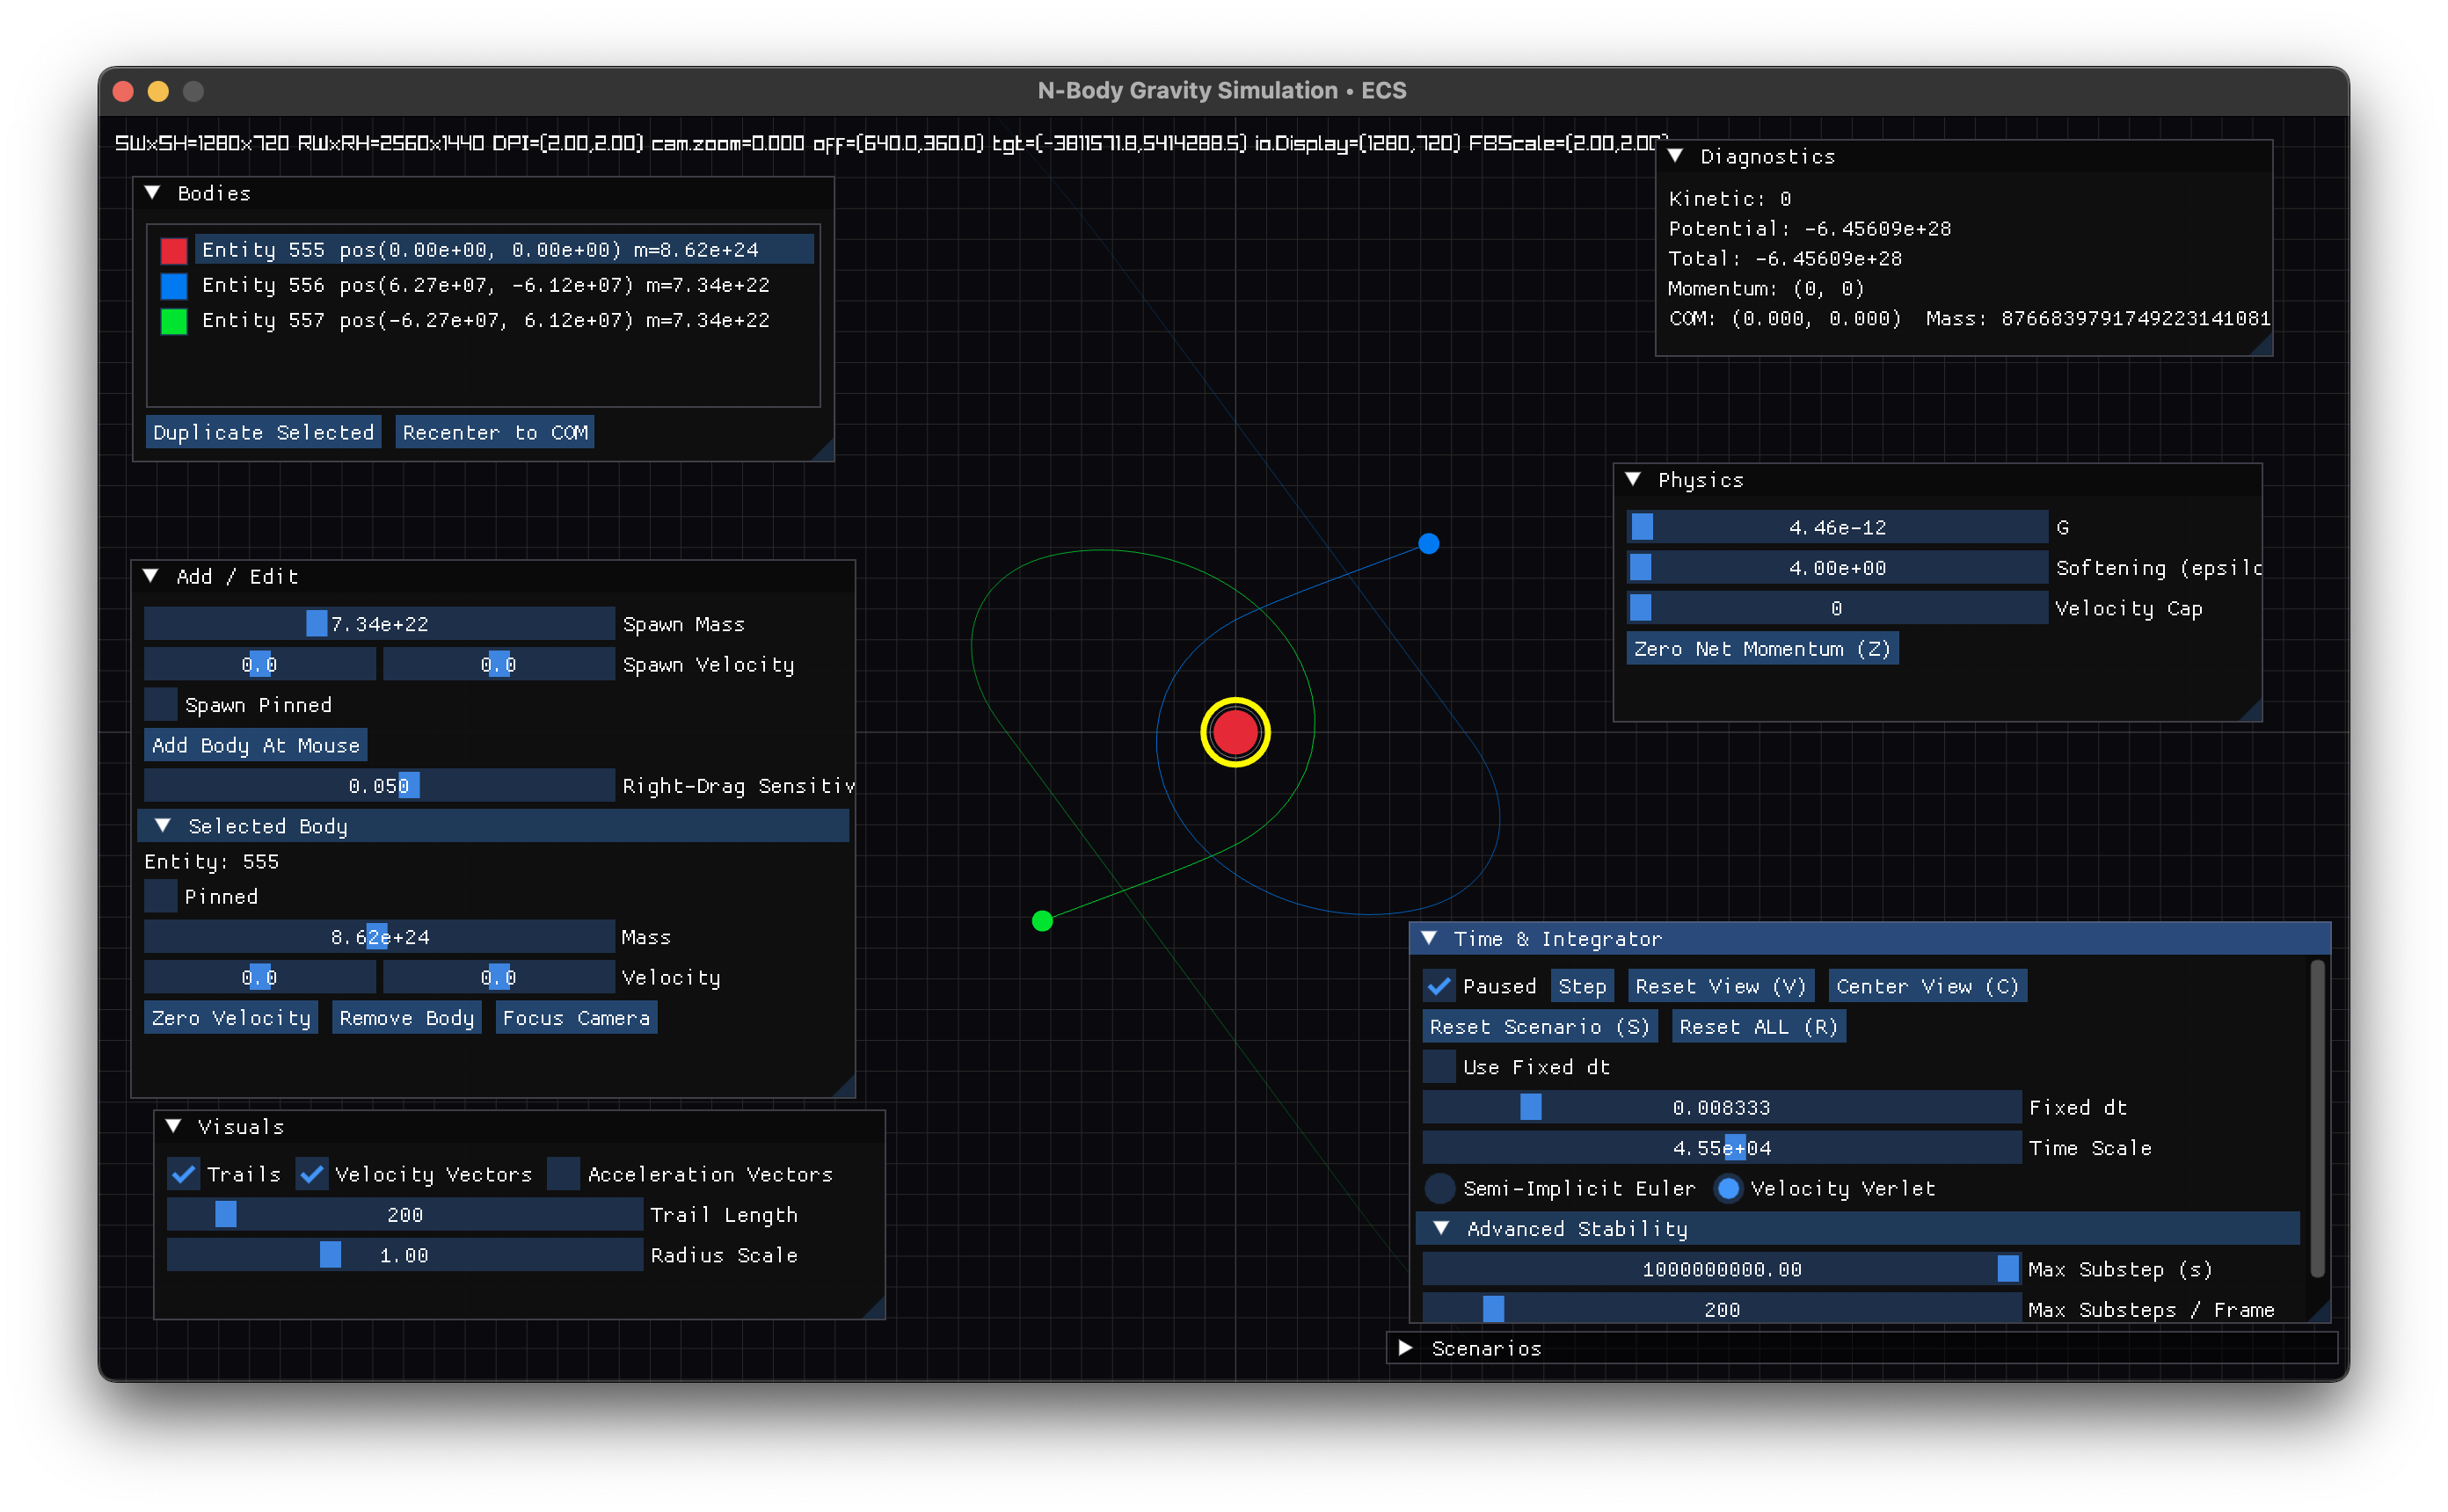 N-Body Gravity Simulation • ECS
SWxSH=1280x720 RWxRH=2560x1440 DPI=(2.00,2.00) cam.zoom=0.000 off=(640.0,360.0) tgt=(-3811571.8,5414288.5) io.Display=(1280,720) FBScale=(2.00,2.00)
Bodies
Entity 555 pos(0.00e+00, 0.00e+00) m=8.62e+24
Entity 556 pos(6.27e+07, -6.12e+07) m=7.34e+22
Entity 557 pos(-6.27e+07, 6.12e+07) m=7.34e+22
Duplicate Selected Recenter to COM
Diagnostics
Kinetic: 0
Potential: -6.45609e+28
Total: -6.45609e+28
Momentum: (0, 0)
COM: (0.000, 0.000) Mass: 8766839791749223141081
Physics
4.46e-12 G
4.00e+00 Softening (epsilo
0 Velocity Cap
Zero Net Momentum (Z)
Add / Edit
7.34e+22 Spawn Mass
0.0 0.0 Spawn Velocity
Spawn Pinned
Add Body At Mouse
0.050 Right-Drag Sensitiv
Selected Body
Entity: 555
Pinned
8.62e+24 Mass
0.0 0.0 Velocity
Zero Velocity Remove Body Focus Camera
Visuals
Trails Velocity Vectors Acceleration Vectors
200 Trail Length
1.00 Radius Scale
Time & Integrator
Paused Step Reset View (V) Center View (C)
Reset Scenario (S) Reset ALL (R)
Use Fixed dt
0.008333 Fixed dt
4.55e+04 Time Scale
Semi-Implicit Euler Velocity Verlet
Advanced Stability
1000000000.00 Max Substep (s)
200 Max Substeps / Frame
Scenarios